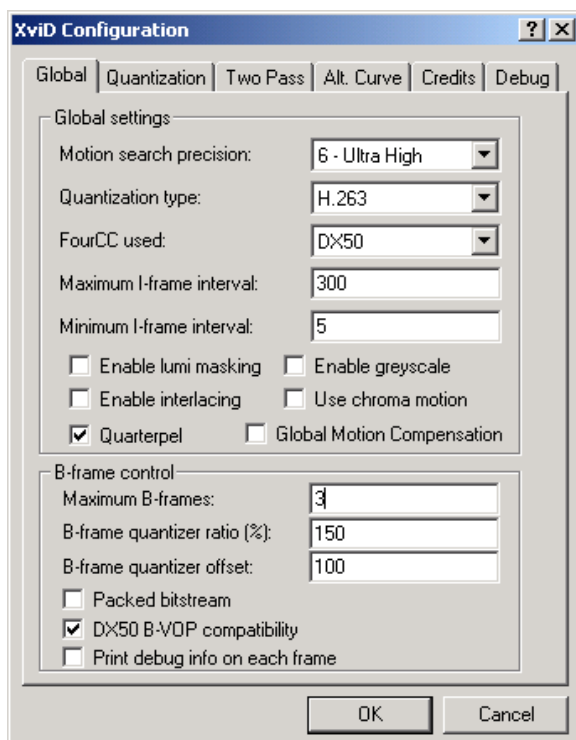 XviD Configuration
Global Quantization Two Pass Alt. Curve Credits Debug
Global settings
Motion search precision: 6 - Ultra High
Quantization type: H.263
FourCC used: DX50
Maximum I-frame interval: 300
Minimum I-frame interval: 5
Enable lumi masking Enable greyscale
Enable interlacing Use chroma motion
Quarterpel Global Motion Compensation
B-frame control
Maximum B-frames: 3
B-frame quantizer ratio (%): 150
B-frame quantizer offset: 100
Packed bitstream
DX50 B-VOP compatibility
Print debug info on each frame
OK Cancel